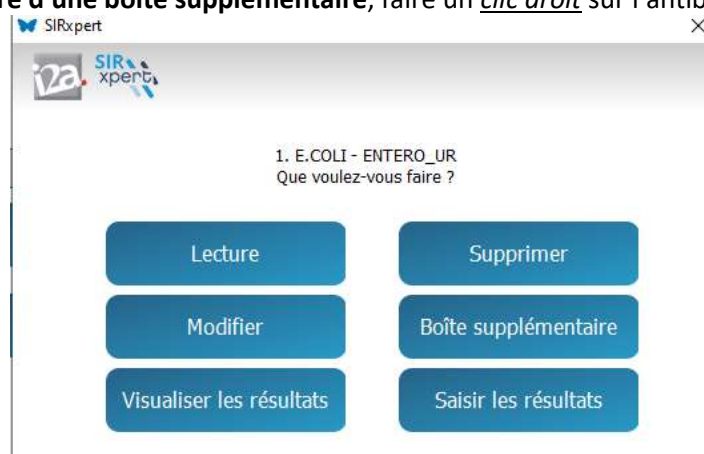 re d'une boîte supplémentaire, faire un clic droit sur l'antib
SIRxpert
i2a. SIR xpert
1. E.COLI - ENTERO_UR
Que voulez-vous faire ?
Lecture Supprimer
Modifier Boîte supplémentaire
Visualiser les résultats Saisir les résultats